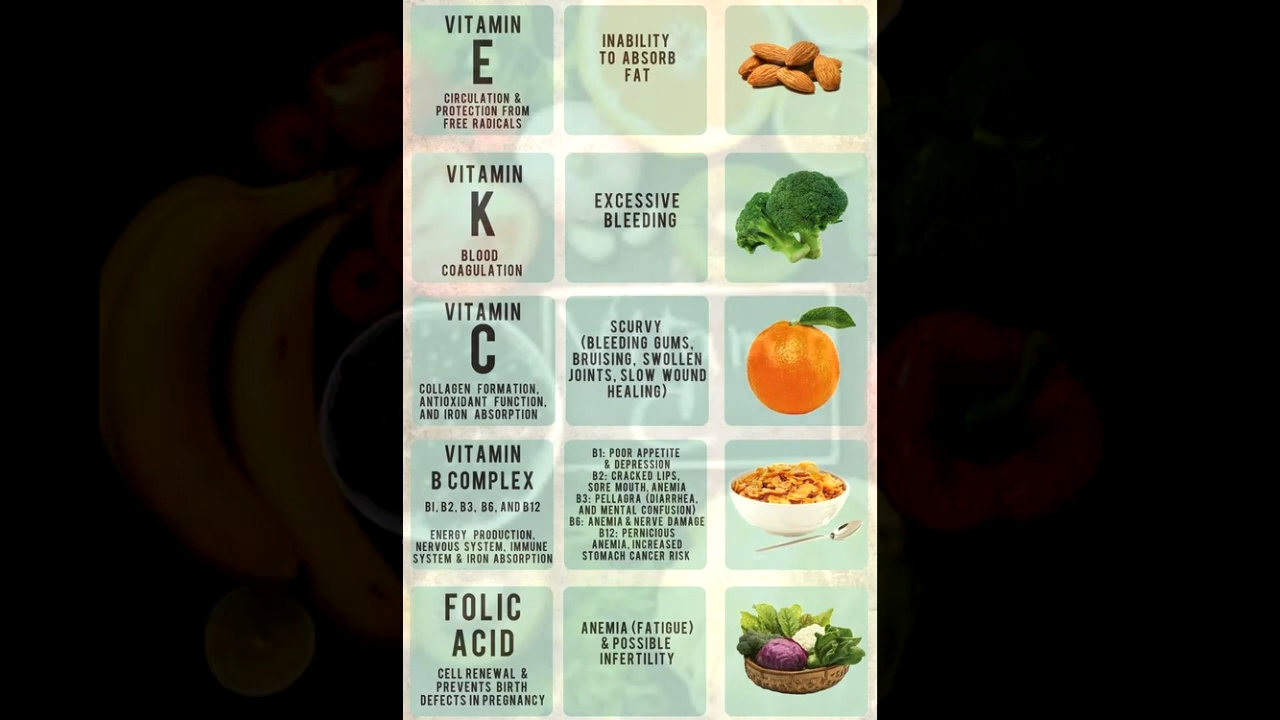 VITAMIN
E
CIRCULATION &
PROTECTION FROM
FREE RADICALS
INABILITY
TO ABSORB
FAT
VITAMIN
K
BLOOD
COAGULATION
EXCESSIVE
BLEEDING
VITAMIN
C
COLLAGEN FORMATION,
ANTIOXIDANT FUNCTION,
AND IRON ABSORPTION
SCURVY
(BLEEDING GUMS,
BRUISING, SWOLLEN
JOINTS, SLOW WOUND
HEALING)
VITAMIN
B COMPLEX
B1, B2, B3, B6, AND B12
ENERGY PRODUCTION,
NERVOUS SYSTEM, IMMUNE
SYSTEM & IRON ABSORPTION
B1: POOR APPETITE
& DEPRESSION
B2: CRACKED LIPS,
SORE MOUTH, ANEMIA
B3: PELLAGRA (DIARRHEA,
AND MENTAL CONFUSION)
B6: ANEMIA & NERVE DAMAGE
B12: PERNICIOUS
ANEMIA, INCREASED
STOMACH CANCER RISK
FOLIC
ACID
CELL RENEWAL &
PREVENTS BIRTH
DEFECTS IN PREGNANCY
ANEMIA (FATIGUE)
& POSSIBLE
INFERTILITY